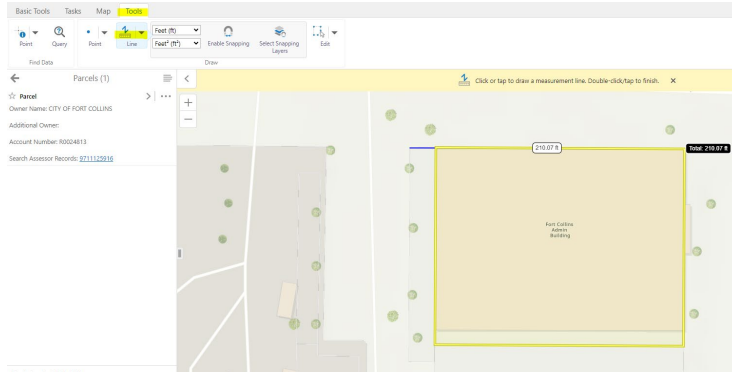 Basic Tools Tasks Map Tools
Feet (ft)
Feet² (ft²)
Point Query Point Line Enable Snapping Select Snapping Layers Edit
Find Data Draw
Parcels (1)
Click or tap to draw a measurement line. Double-click/tap to finish. ×
Parcel
Owner Name: CITY OF FORT COLLINS
Additional Owner:
Account Number: R0024613
Search Assessor Records: 9711125916
210.07 ft
Total: 210.07 ft
Fort Collins
Admin
Building